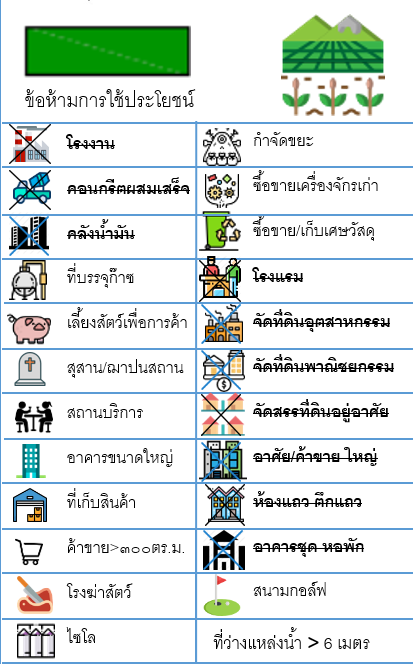 ข้อห้ามการใช้ประโยชน์
โรงงาน
กำจัดขยะ
คอนกรีตผสมเสร็จ
ซื้อขายเครื่องจักรเก่า
คลังน้ำมัน
ซื้อขาย/เก็บเศษวัสดุ
ที่บรรจุก๊าซ
โรงแรม
เลี้ยงสัตว์เพื่อการค้า
จัดที่ดินอุตสาหกรรม
สุสาน/ฌาปนสถาน
จัดที่ดินพาณิชยกรรม
สถานบริการ
จัดสรรที่ดินอยู่อาศัย
อาคารขนาดใหญ่
อาศัย/ค้าขาย ใหญ่
ที่เก็บสินค้า
ห้องแถว ตึกแถว
ค้าขาย>๓๐๐ตร.ม.
อาคารชุด หอพัก
โรงฆ่าสัตว์
สนามกอล์ฟ
ไซโล
ที่ว่างแหล่งน้ำ > 6 เมตร